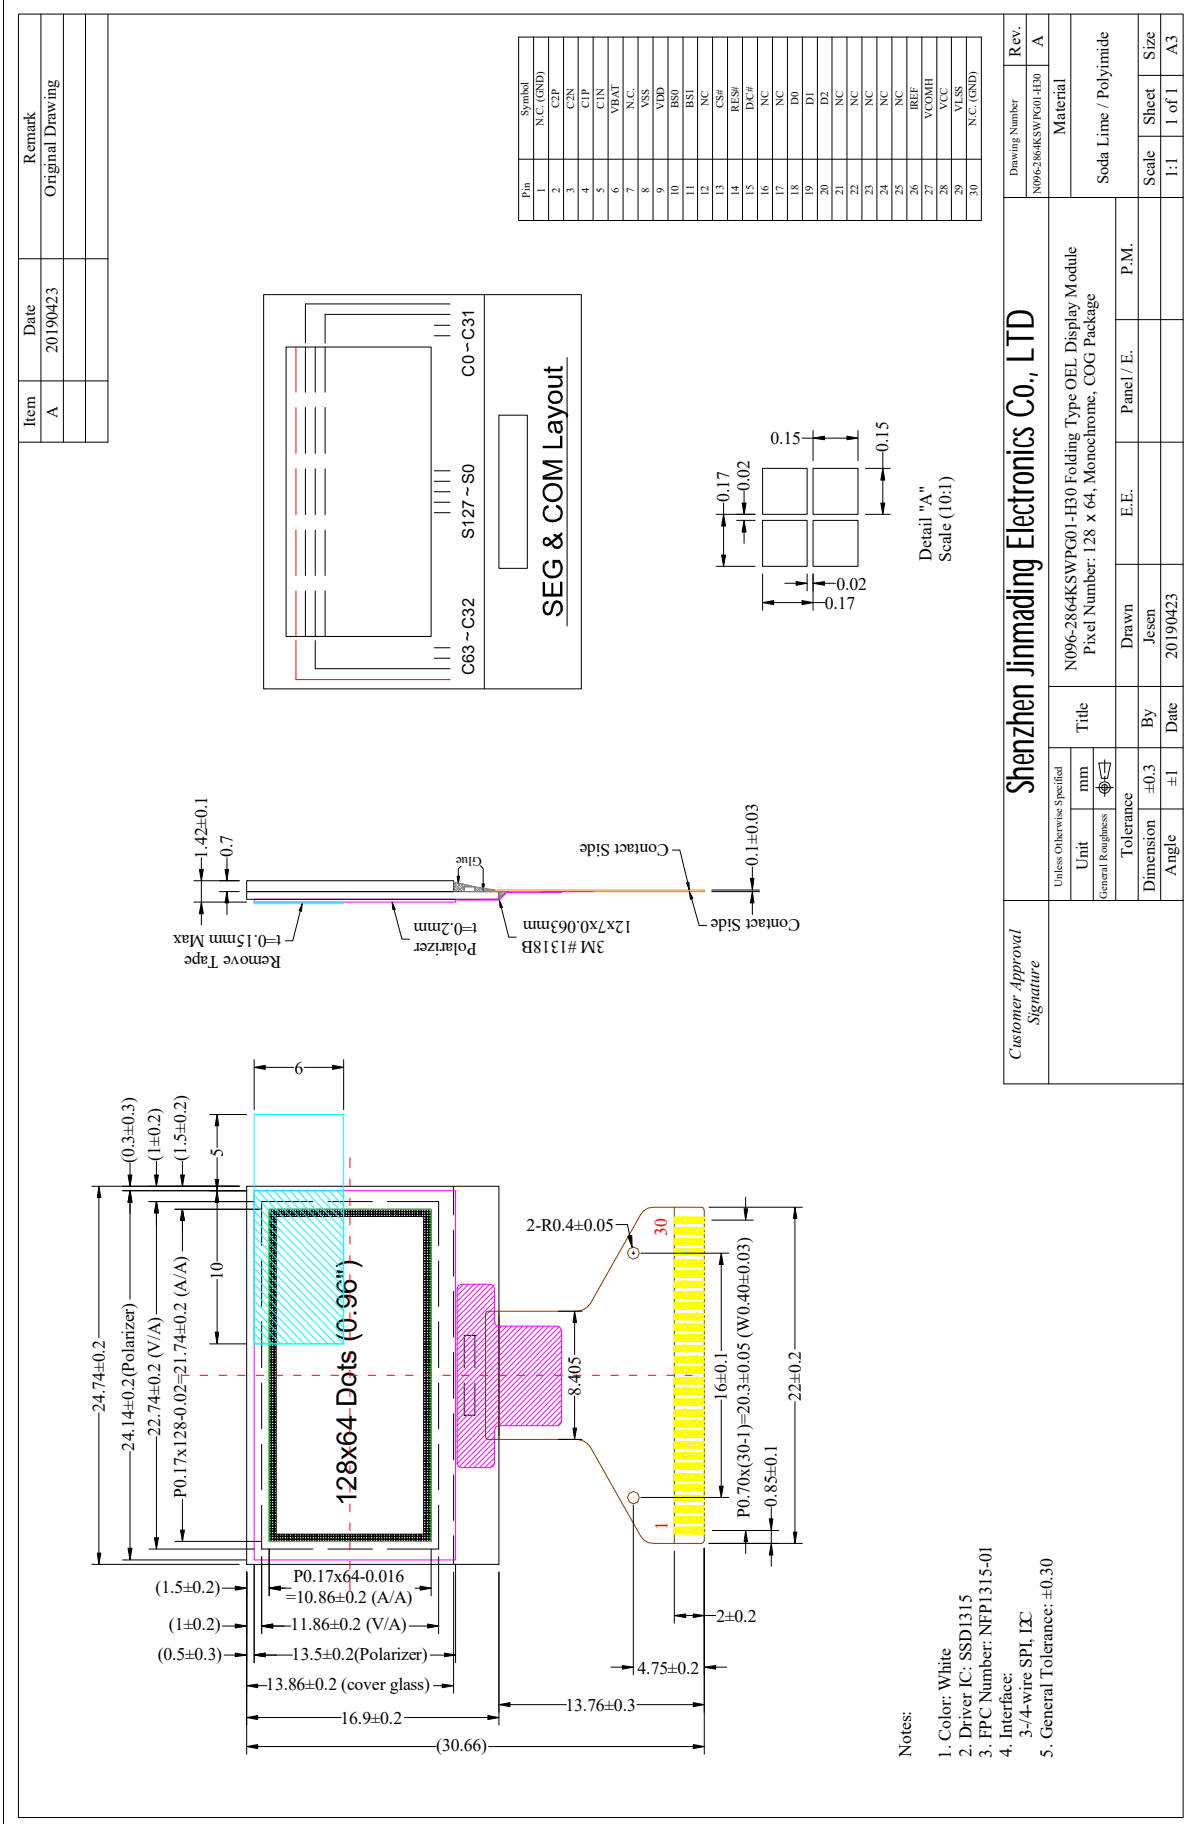 Item Date Remark
A 20190423 Original Drawing
24.74±0.2
24.14±0.2(Polarizer)
22.74±0.2 (V/A)
P0.17x128-0.02=21.74±0.2 (A/A)
10
5
(0.3±0.3)
(1±0.2)
(1.5±0.2)
6
128x64 Dots (0.96")
(1.5±0.2)
(1±0.2)
(0.5±0.3)
P0.17x64-0.016
=10.86±0.2 (A/A)
11.86±0.2 (V/A)
13.5±0.2(Polarizer)
13.86±0.2 (cover glass)
16.9±0.2
13.76±0.3
(30.66)
4.75±0.2
2±0.2
2-R0.4±0.05
8.405
1
30
16±0.1
P0.70x(30-1)=20.3±0.05 (W0.40±0.03)
0.85±0.1
22±0.2
1.42±0.1
0.7
Remove Tape
t=0.15mm Max
Polarizer
t=0.2mm
3M #1318B
12x7x0.063mm
Glue
Contact Side
Contact Side
0.1±0.03
C63 ~ C32
S127 ~ S0
C0 ~ C31
SEG & COM Layout
0.17
0.02
0.15
0.15
0.02
0.17
Detail "A"
Scale (10:1)
Pin Symbol
1 N.C. (GND)
2 C2P
3 C2N
4 C1P
5 C1N
6 VBAT
7 N.C.
8 VSS
9 VDD
10 BS0
11 BS1
12 NC
13 CS#
14 RES#
15 D/C#
16 NC
17 NC
18 D0
19 D1
20 D2
21 NC
22 NC
23 NC
24 NC
25 NC
26 IREF
27 VCOMH
28 VCC
29 VLSS
30 N.C. (GND)
Notes:
1. Color: White
2. Driver IC: SSD1315
3. FPC Number: NFP1315-01
4. Interface:
3-/4-wire SPI, I2C
5. General Tolerance: ±0.30
Customer Approval
Signature
Shenzhen Jinmading Electronics Co., LTD
Drawing Number Rev.
N096-2864KSWPG01-H30 A
Unless Otherwise Specified
Unit mm
General Roughness
Tolerance
Dimension ±0.3
Angle ±1
Title
N096-2864KSWPG01-H30 Folding Type OEL Display Module
Pixel Number: 128 x 64, Monochrome, COG Package
Material
Soda Lime / Polyimide
Drawn E.E. Panel / E. P.M.
By Jesen
Date 20190423
Scale Sheet Size
1:1 1 of 1 A3